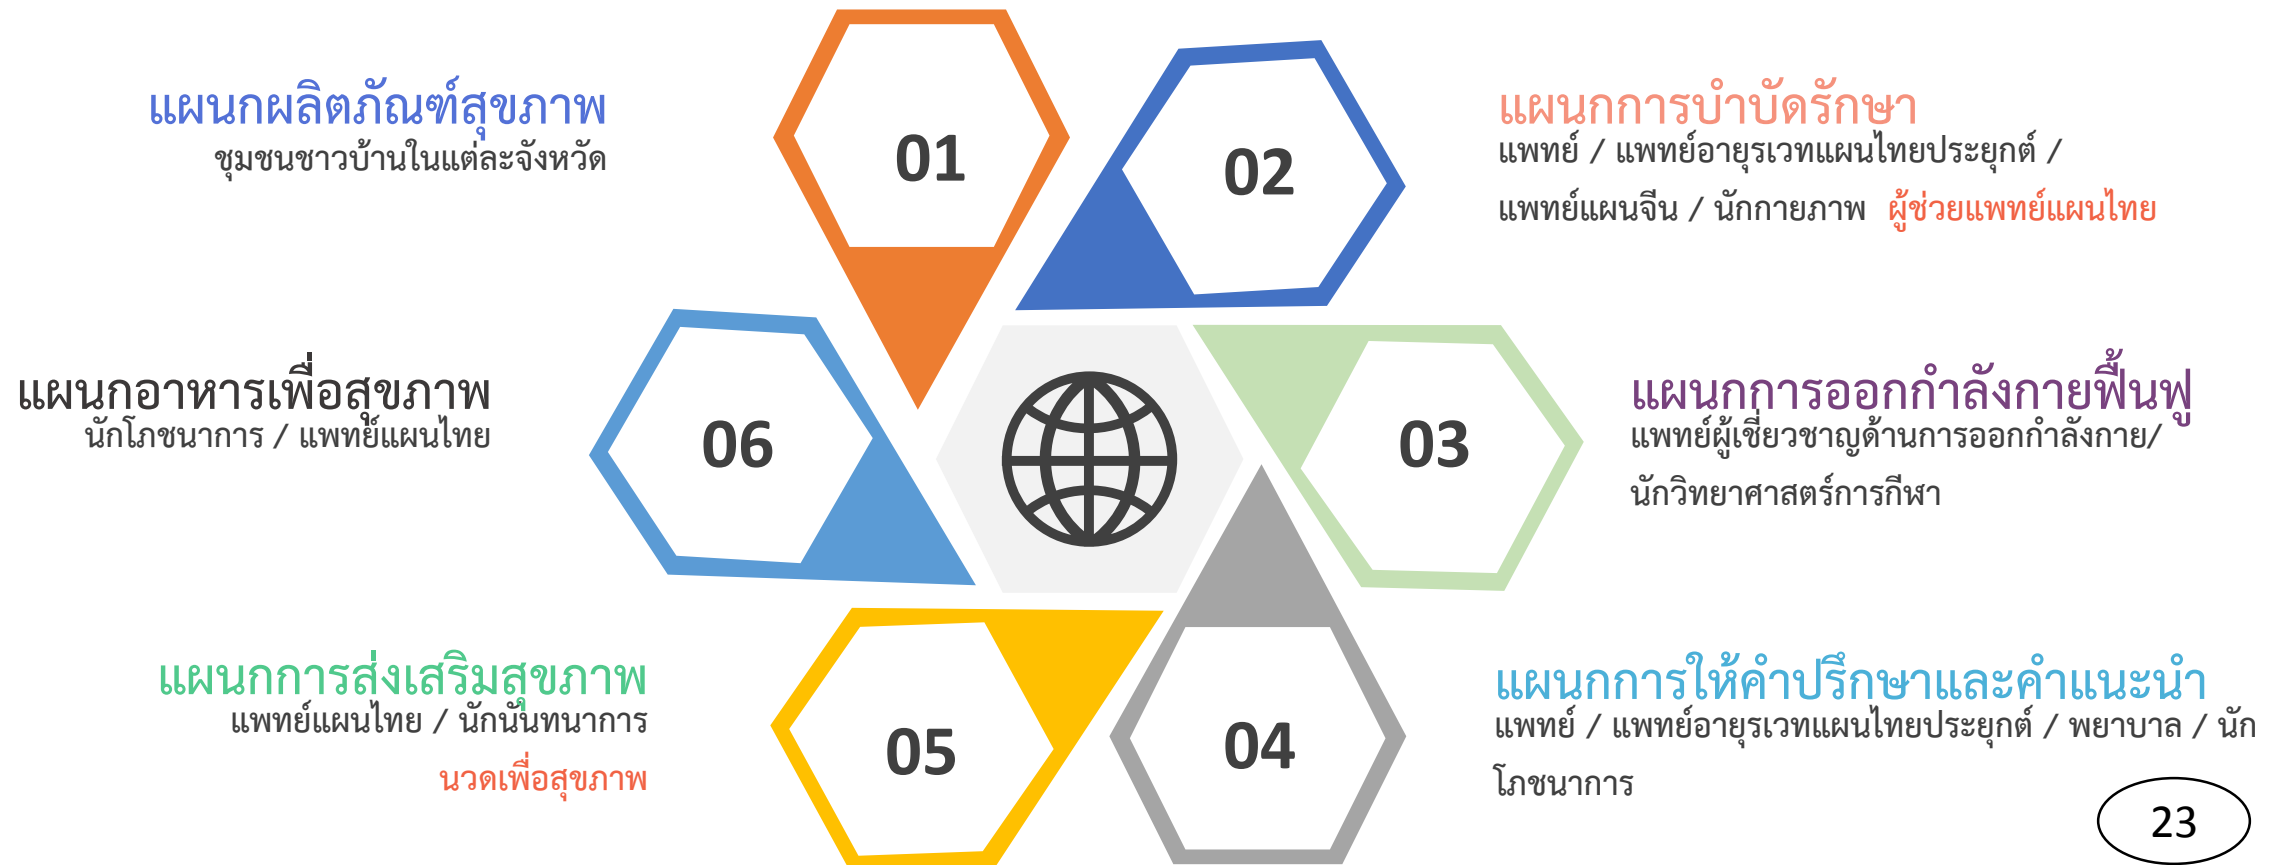 แผนกผลิตภัณฑ์สุขภาพ
ชุมชนชาวบ้านในแต่ละจังหวัด
01
02
แผนกการบำบัดรักษา
แพทย์ / แพทย์อายุรเวทแผนไทยประยุกต์ /
แพทย์แผนจีน / นักกายภาพ ผู้ช่วยแพทย์แผนไทย
แผนกอาหารเพื่อสุขภาพ
นักโภชนาการ / แพทย์แผนไทย
06
03
แผนกการออกกำลังกายฟื้นฟู
แพทย์ผู้เชี่ยวชาญด้านการออกกำลังกาย/
นักวิทยาศาสตร์การกีฬา
แผนกการส่งเสริมสุขภาพ
แพทย์แผนไทย / นักนันทนาการ
นวดเพื่อสุขภาพ
05
04
แผนกการให้คำปรึกษาและคำแนะนำ
แพทย์ / แพทย์อายุรเวทแผนไทยประยุกต์ / พยาบาล / นัก
โภชนาการ
23